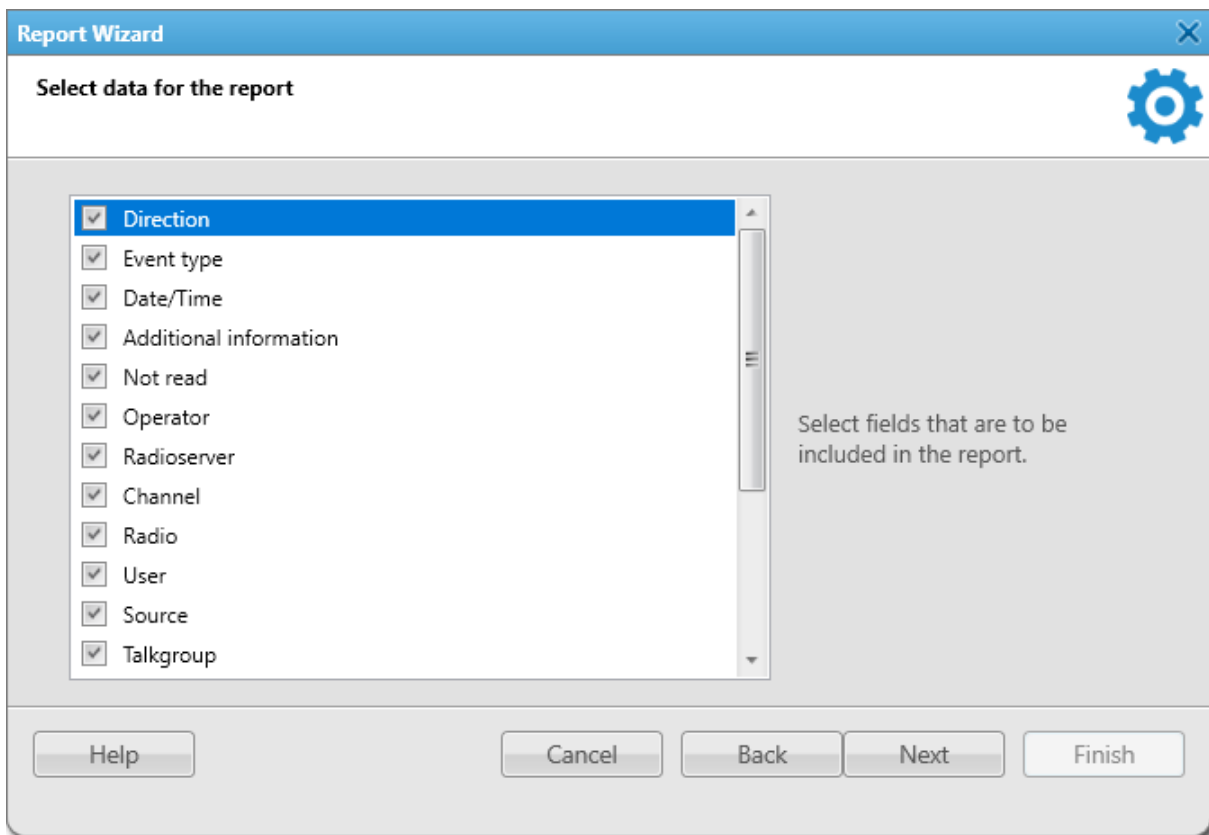 Report Wizard
Select data for the report
Direction
Event type
Date/Time
Additional information
Not read
Operator
Radioserver
Channel
Radio
User
Source
Talkgroup
Select fields that are to be
included in the report.
Help
Cancel
Back
Next
Finish